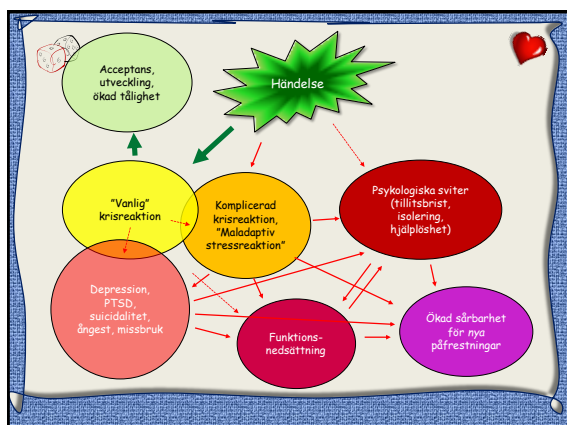 Acceptans,
utveckling,
ökad tålighet
Händelse
”Vanlig”
krisreaktion
Komplicerad
krisreaktion,
”Maladaptiv
stressreaktion”
Psykologiska sviter
(tillitsbrist,
isolering,
hjälplöshet)
Depression,
PTSD,
suicidalitet,
ångest, missbruk
Funktions-
nedsättning
Ökad sårbarhet
för nya
påfrestningar